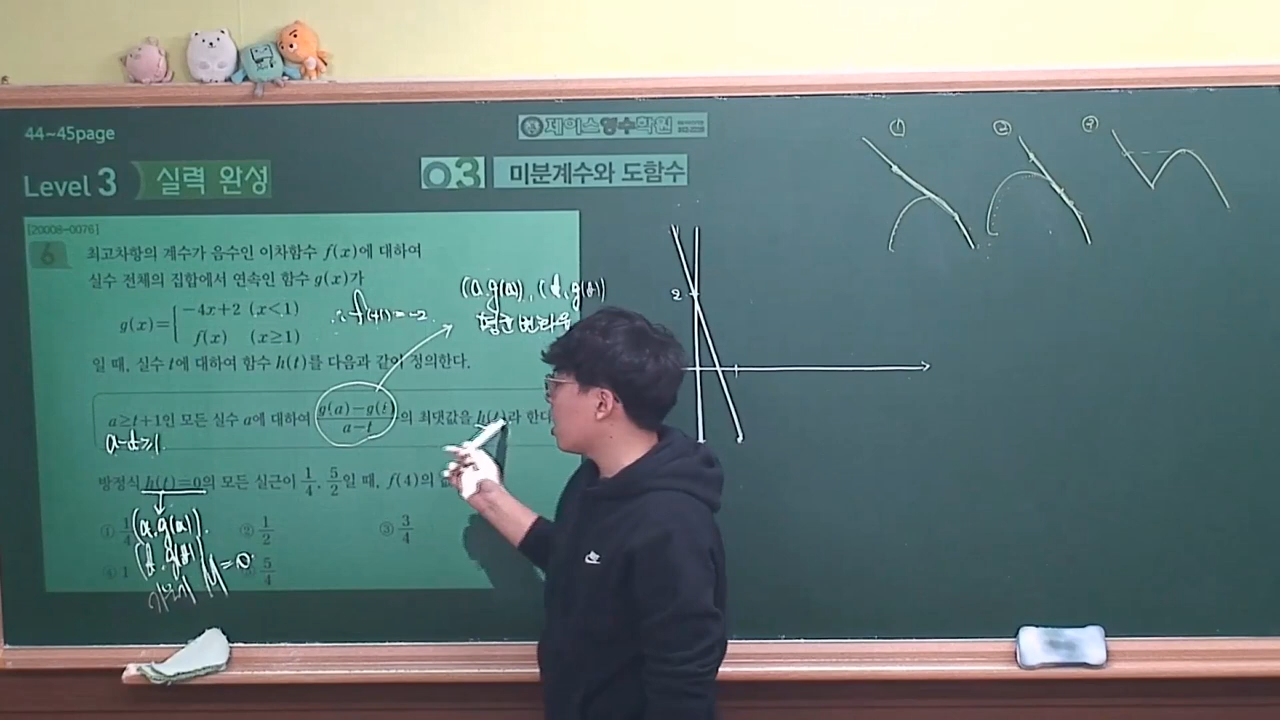 44~45page
제이스영수학원
Level 3 실력 완성
03 미분계수와 도함수
[20008-0076]
6 최고차항의 계수가 음수인 이차함수 f(x)에 대하여
실수 전체의 집합에서 연속인 함수 g(x)가
g(x)={ -4x+2 (x<1)
f(x) (x≥1)
∴ f(1)=-2
(a, g(a)), (t, g(t))
평균변화율
일 때, 실수 t에 대하여 함수 h(t)를 다음과 같이 정의한다.
a≥t+1인 모든 실수 a에 대하여 g(a)-g(t) / a-t 의 최댓값을 h(t)라 한다
a-t≥1
방정식 h(t)=0의 모든 실근이 1/4, 5/2일 때, f(4)의
(a, g(a)).
(t, g(t))
기울기 M=0
① 1/4 ② 1/2 ③ 3/4
④ 1 5/4
① ②
2